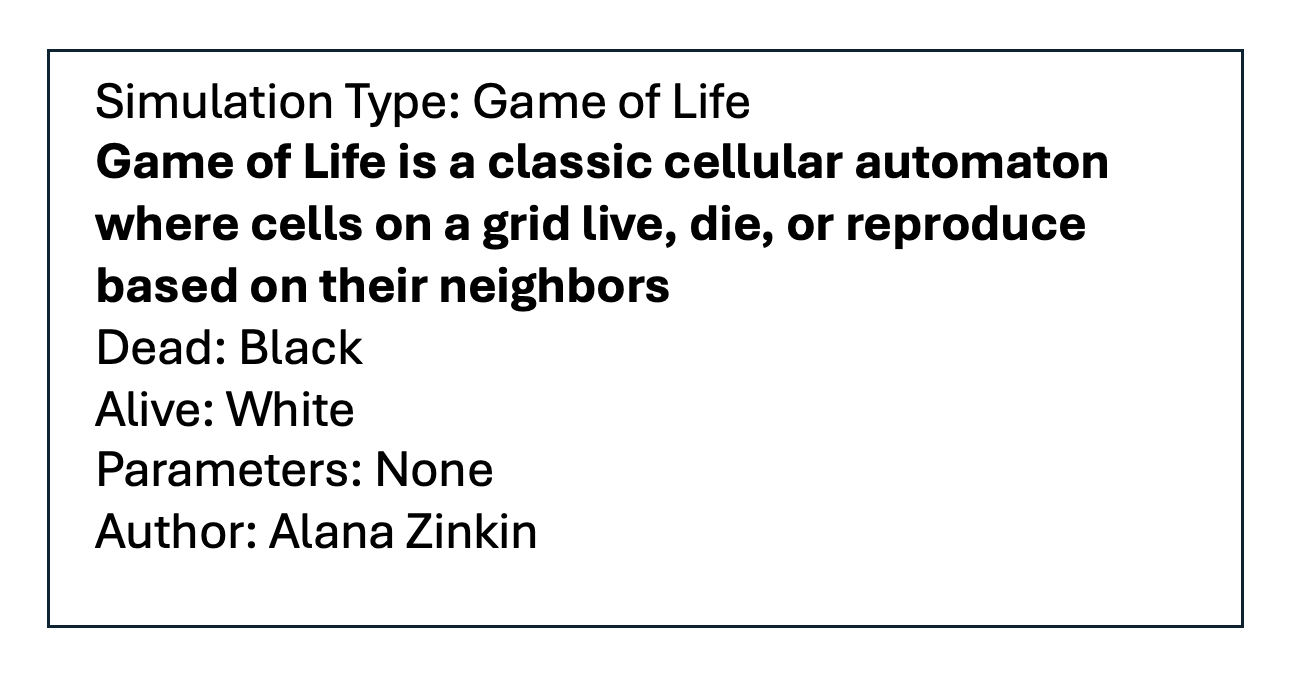 Simulation Type: Game of Life
Game of Life is a classic cellular automaton
where cells on a grid live, die, or reproduce
based on their neighbors
Dead: Black
Alive: White
Parameters: None
Author: Alana Zinkin